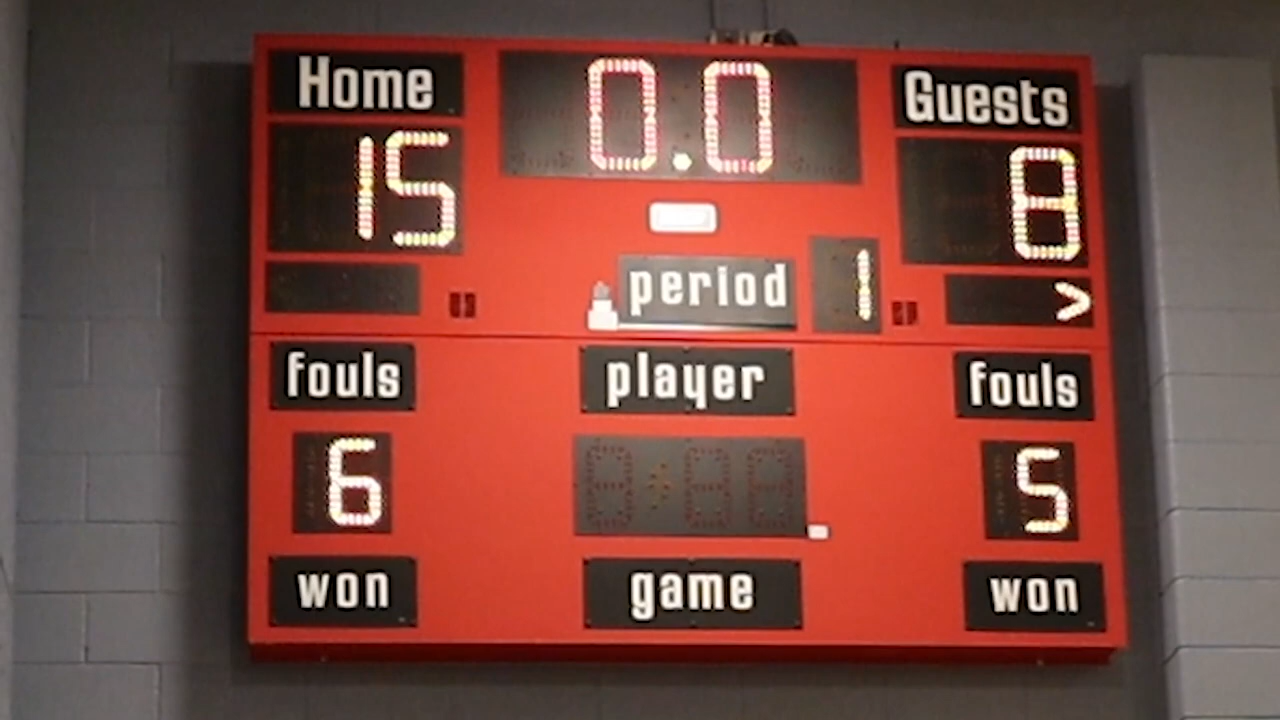 Home 0.0 Guests
15 8
period 1 >
fouls player fouls
6 5
won game won